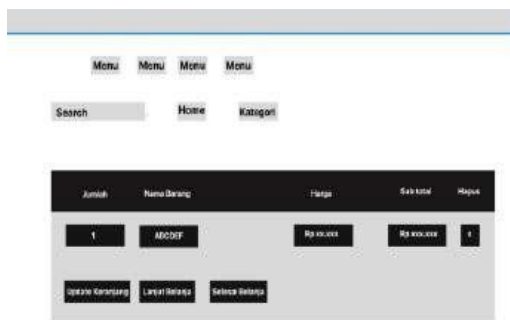 Menu Menu Menu Menu
Search Home Kategori
Jumlah Nama Barang Harga Sub total Hapus
1 ABCDEF Rp xx.xxx Rp xxx.xxx x
Update Keranjang Lanjut Belanja Selesai Belanja